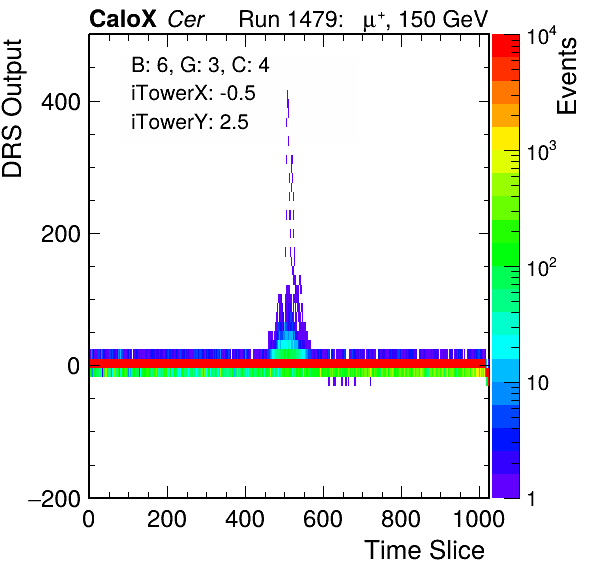 CaloX Cer Run 1479: μ⁺, 150 GeV
B: 6, G: 3, C: 4
iTowerX: -0.5
iTowerY: 2.5
DRS Output
400
200
0
−200
0 200 400 600 800 1000
Time Slice
10⁴
10³
10²
10
1
Events